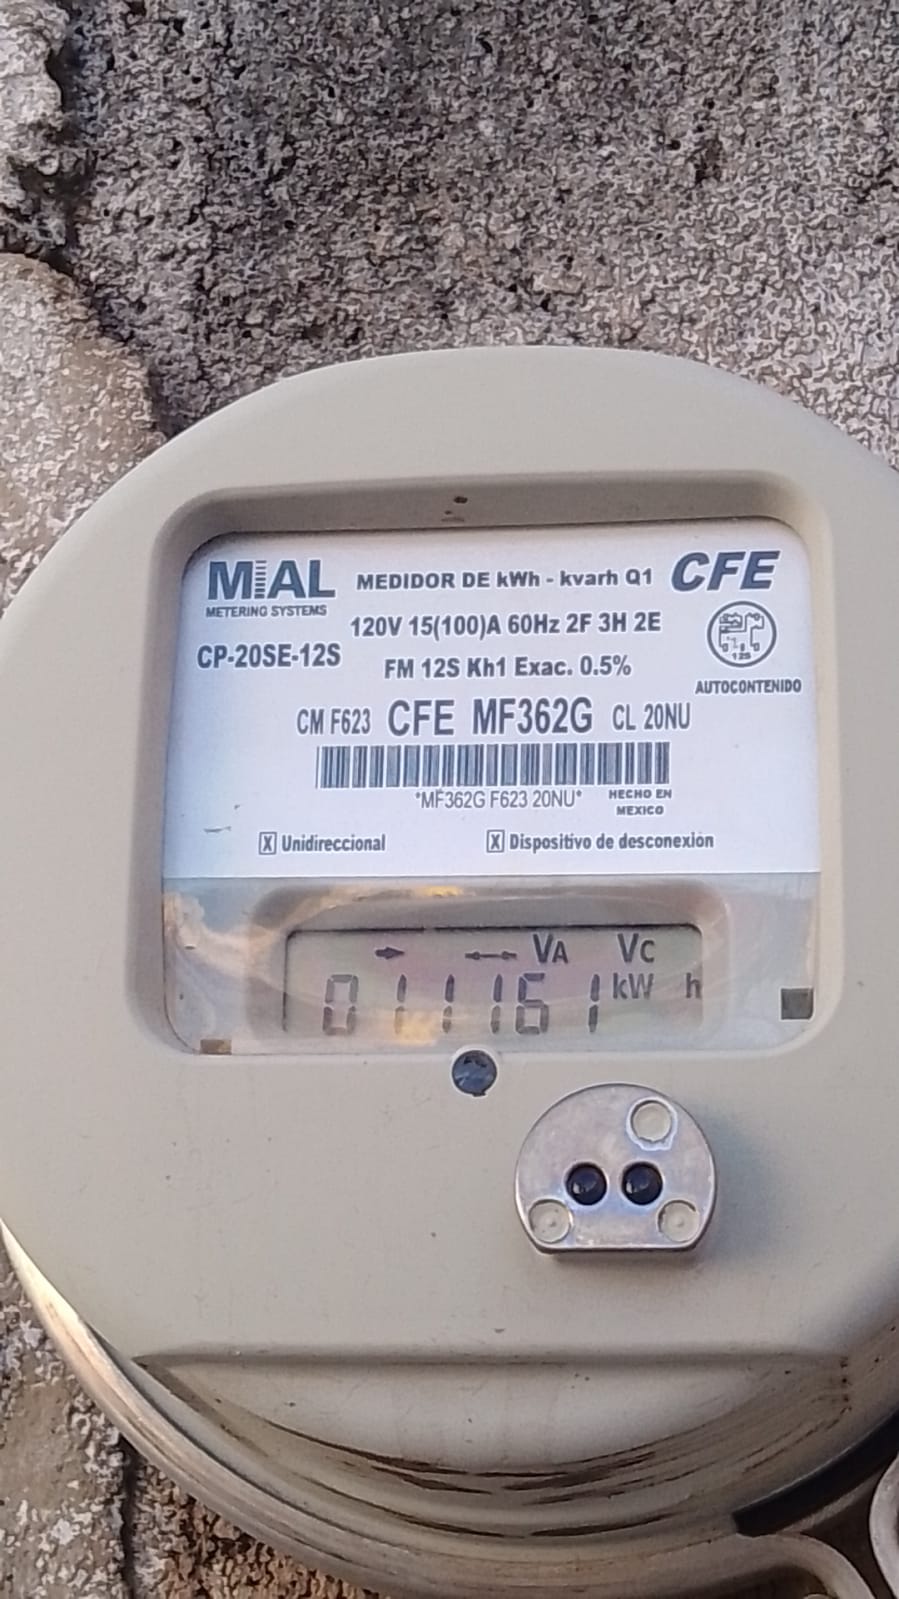 MIAL MEDIDOR DE kWh - kvarh Q1 CFE
METERING SYSTEMS
120V 15(100)A 60Hz 2F 3H 2E
CP-20SE-12S
FM 12S Kh1 Exac. 0.5%
12S
AUTOCONTENIDO
CM F623 CFE MF362G CL 20NU
*MF362G F623 20NU*
HECHO EN
MEXICO
X Unidireccional X Dispositivo de desconexión
VA VC
011161 kW h